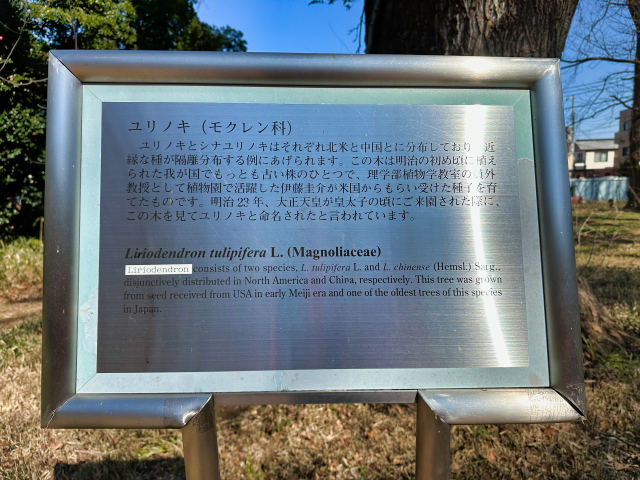 ユリノキ（モクレン科）
ユリノキとシナユリノキはそれぞれ北米と中国とに分布しており、近
縁な種が隔離分布する例にあげられます。この木は明治の初め頃に植え
られた我が国でもっとも古い株のひとつで、理学部植物学教室の員外
教授として植物園で活躍した伊藤圭介が米国からもらい受けた種子を育
てたものです。明治23年、大正天皇が皇太子の頃にご来園された際に、
この木を見てユリノキと命名されたと言われています。
Liriodendron tulipifera L. (Magnoliaceae)
Liriodendron consists of two species, L. tulipifera L. and L. chinense (Hemsl.) Sarg.,
disjunctively distributed in North America and China, respectively. This tree was grown
from seed received from USA in early Meiji era and one of the oldest trees of this species
in Japan.